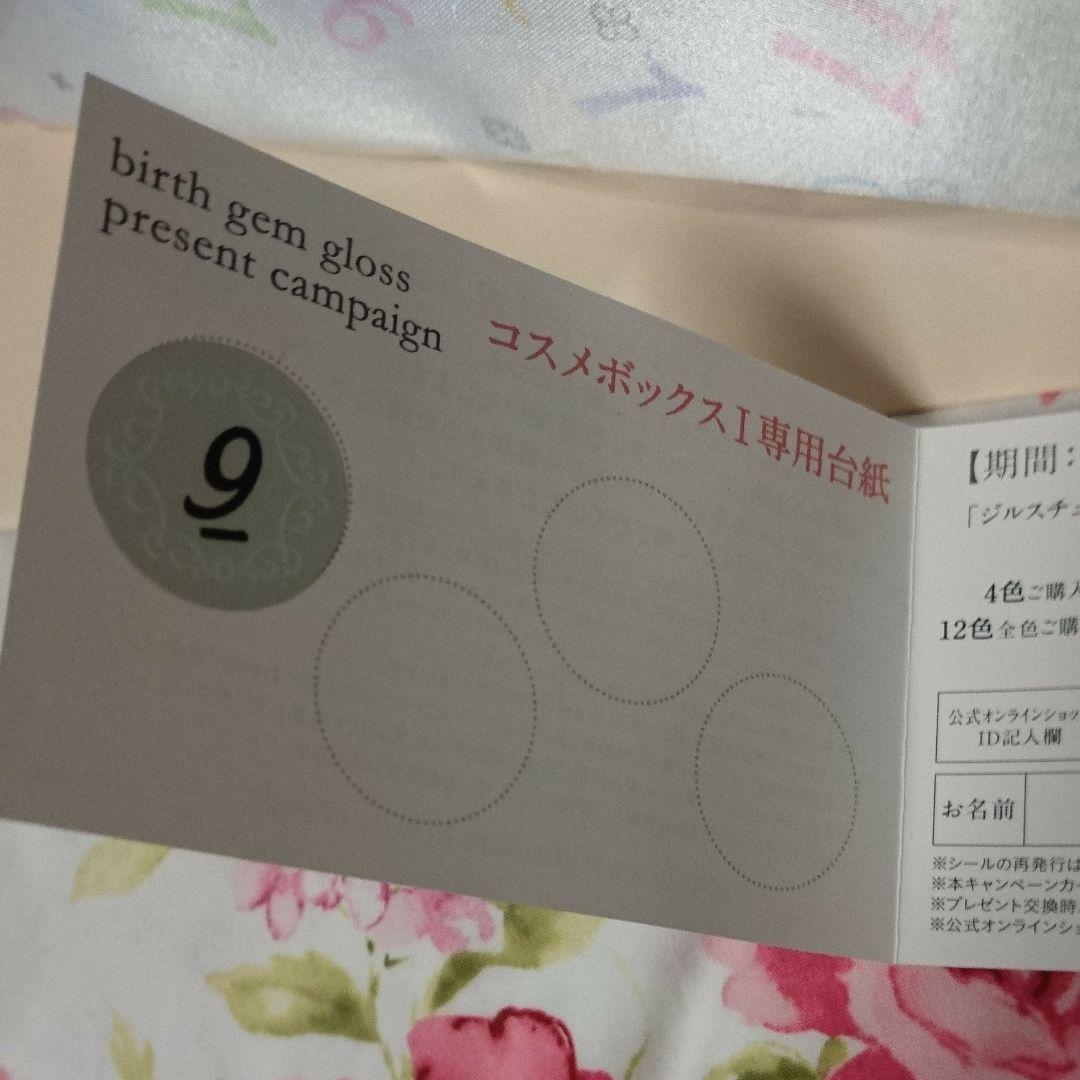 birth gem gloss
present campaign
コスメボックスI専用台紙
9
【期間：
「ジルスチュ
4色ご購入
12色全色ご購
公式オンラインショッ
ID記入欄
お名前
※シールの再発行は
※本キャンペーンカー
※プレゼント交換時、
※公式オンラインショ